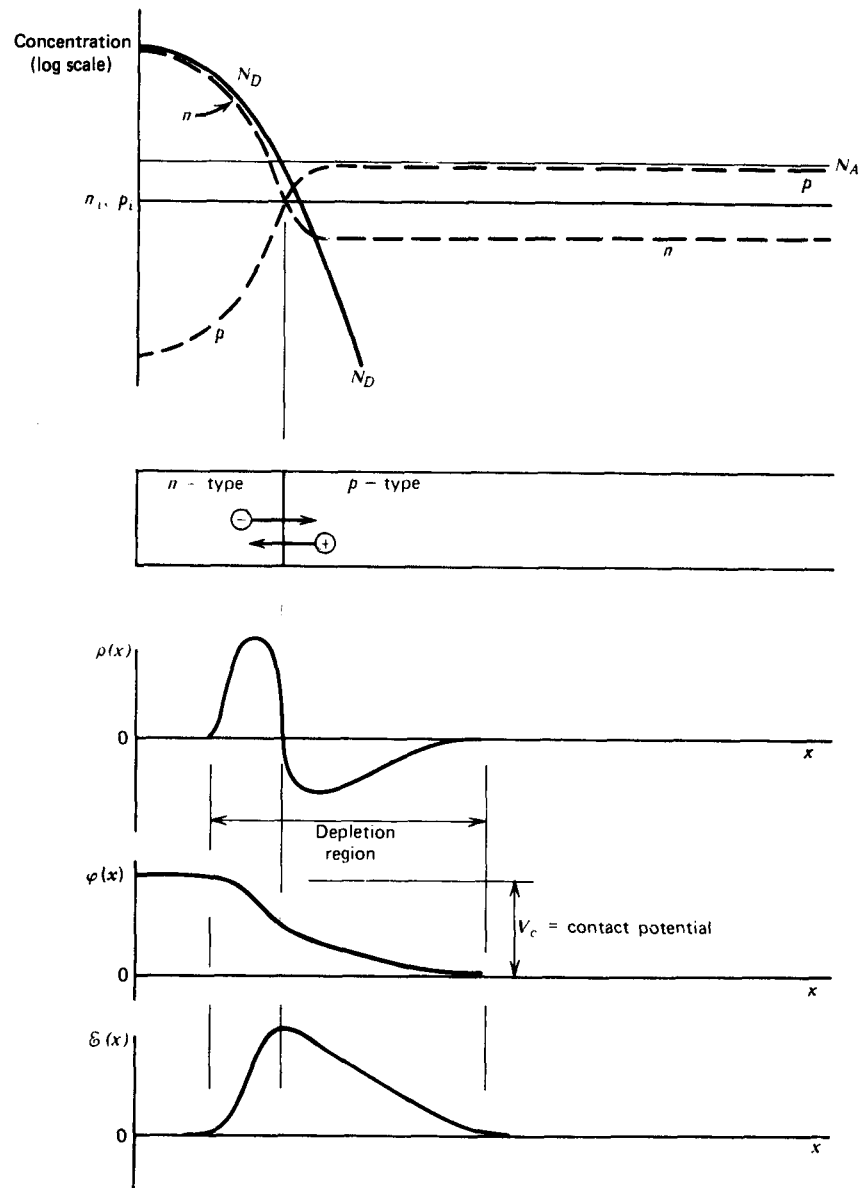 Concentration
(log scale)
N_D
n
N_A
p
n_i, p_i
n
p
N_D
n - type
p - type
−
+
ρ(x)
0
x
Depletion
region
φ(x)
V_c = contact potential
0
x
ℰ(x)
0
x